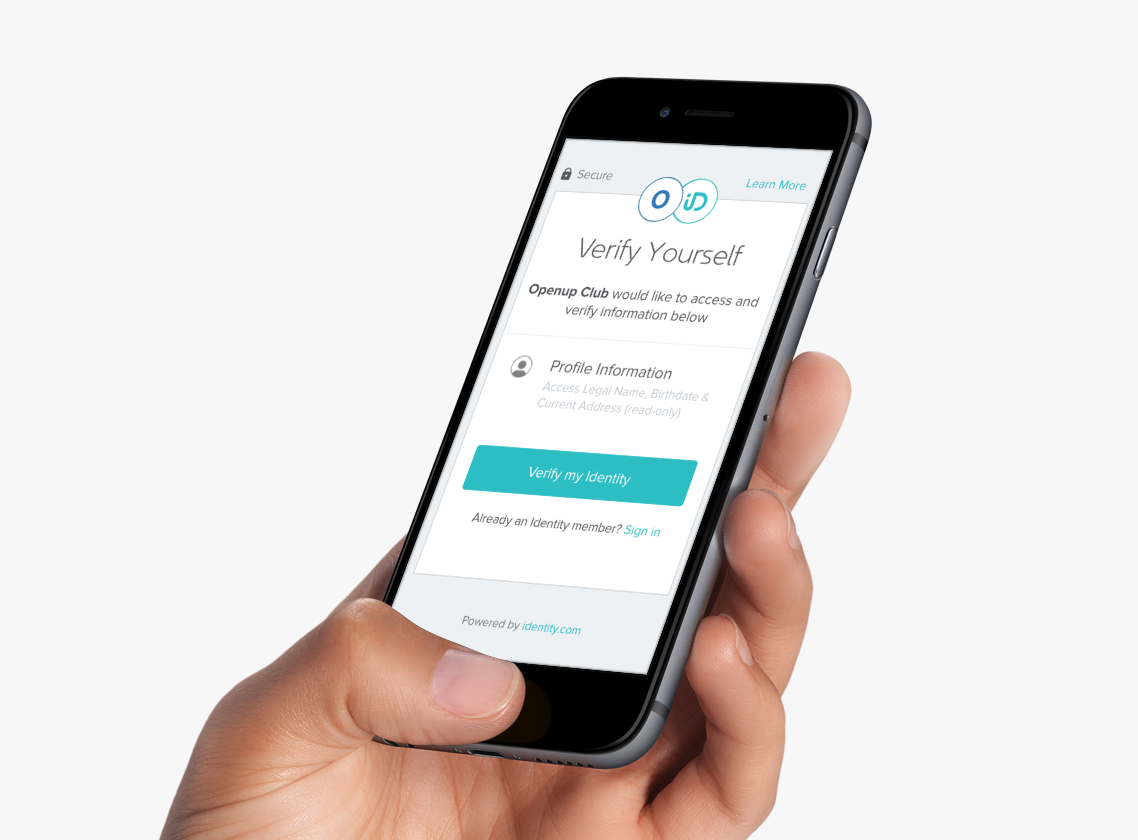 Secure
Learn More
O iD
Verify Yourself
Openup Club would like to access and
verify information below
Profile Information
Access Legal Name, Birthdate &
Current Address (read-only)
Verify my Identity
Already an Identity member? Sign in
Powered by identity.com